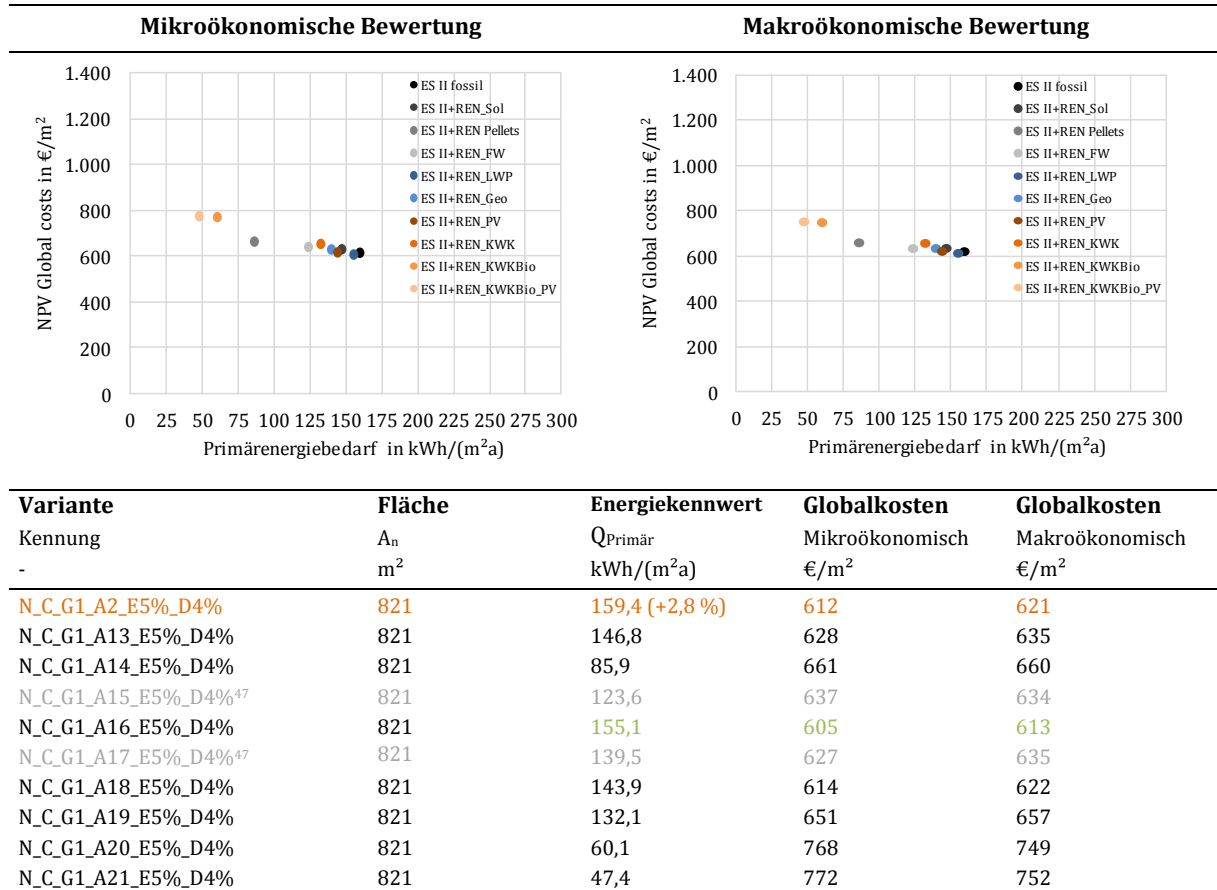 Mikroökonomische Bewertung
Makroökonomische Bewertung
NPV Global costs in €/m²
1.400
1.200
1.000
800
600
400
200
0
0 25 50 75 100 125 150 175 200 225 250 275 300
Primärenergiebedarf in kWh/(m²a)
ES II fossil
ES II+REN_Sol
ES II+REN Pellets
ES II+REN_FW
ES II+REN_LWP
ES II+REN_Geo
ES II+REN_PV
ES II+REN_KWK
ES II+REN_KWKBio
ES II+REN_KWKBio_PV
NPV Global costs in €/m²
1.400
1.200
1.000
800
600
400
200
0
0 25 50 75 100 125 150 175 200 225 250 275 300
Primärenergiebedarf in kWh/(m²a)
ES II fossil
ES II+REN_Sol
ES II+REN Pellets
ES II+REN_FW
ES II+REN_LWP
ES II+REN_Geo
ES II+REN_PV
ES II+REN_KWK
ES II+REN_KWKBio
ES II+REN_KWKBio_PV
Variante Fläche Energiekennwert Globalkosten Globalkosten
Kennung An QPrimär Mikroökonomisch Makroökonomisch
- m² kWh/(m²a) €/m² €/m²
N_C_G1_A2_E5%_D4% 821 159,4 (+2,8 %) 612 621
N_C_G1_A13_E5%_D4% 821 146,8 628 635
N_C_G1_A14_E5%_D4% 821 85,9 661 660
N_C_G1_A15_E5%_D4%⁴⁷ 821 123,6 637 634
N_C_G1_A16_E5%_D4% 821 155,1 605 613
N_C_G1_A17_E5%_D4%⁴⁷ 821 139,5 627 635
N_C_G1_A18_E5%_D4% 821 143,9 614 622
N_C_G1_A19_E5%_D4% 821 132,1 651 657
N_C_G1_A20_E5%_D4% 821 60,1 768 749
N_C_G1_A21_E5%_D4% 821 47,4 772 752